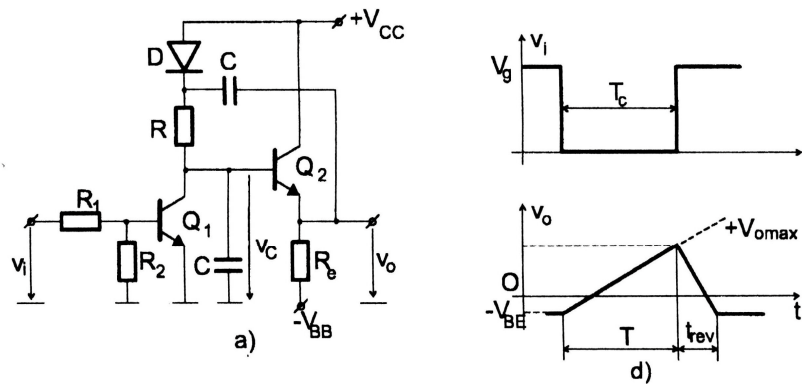 +V_CC
D
C
R
Q_2
R_1
Q_1
v_i
R_2
C
v_C
R_e
v_o
-V_BB
a)
v_i
V_g
T_c
v_o
+V_omax
O
t
-V_BE
T
t_rev
d)